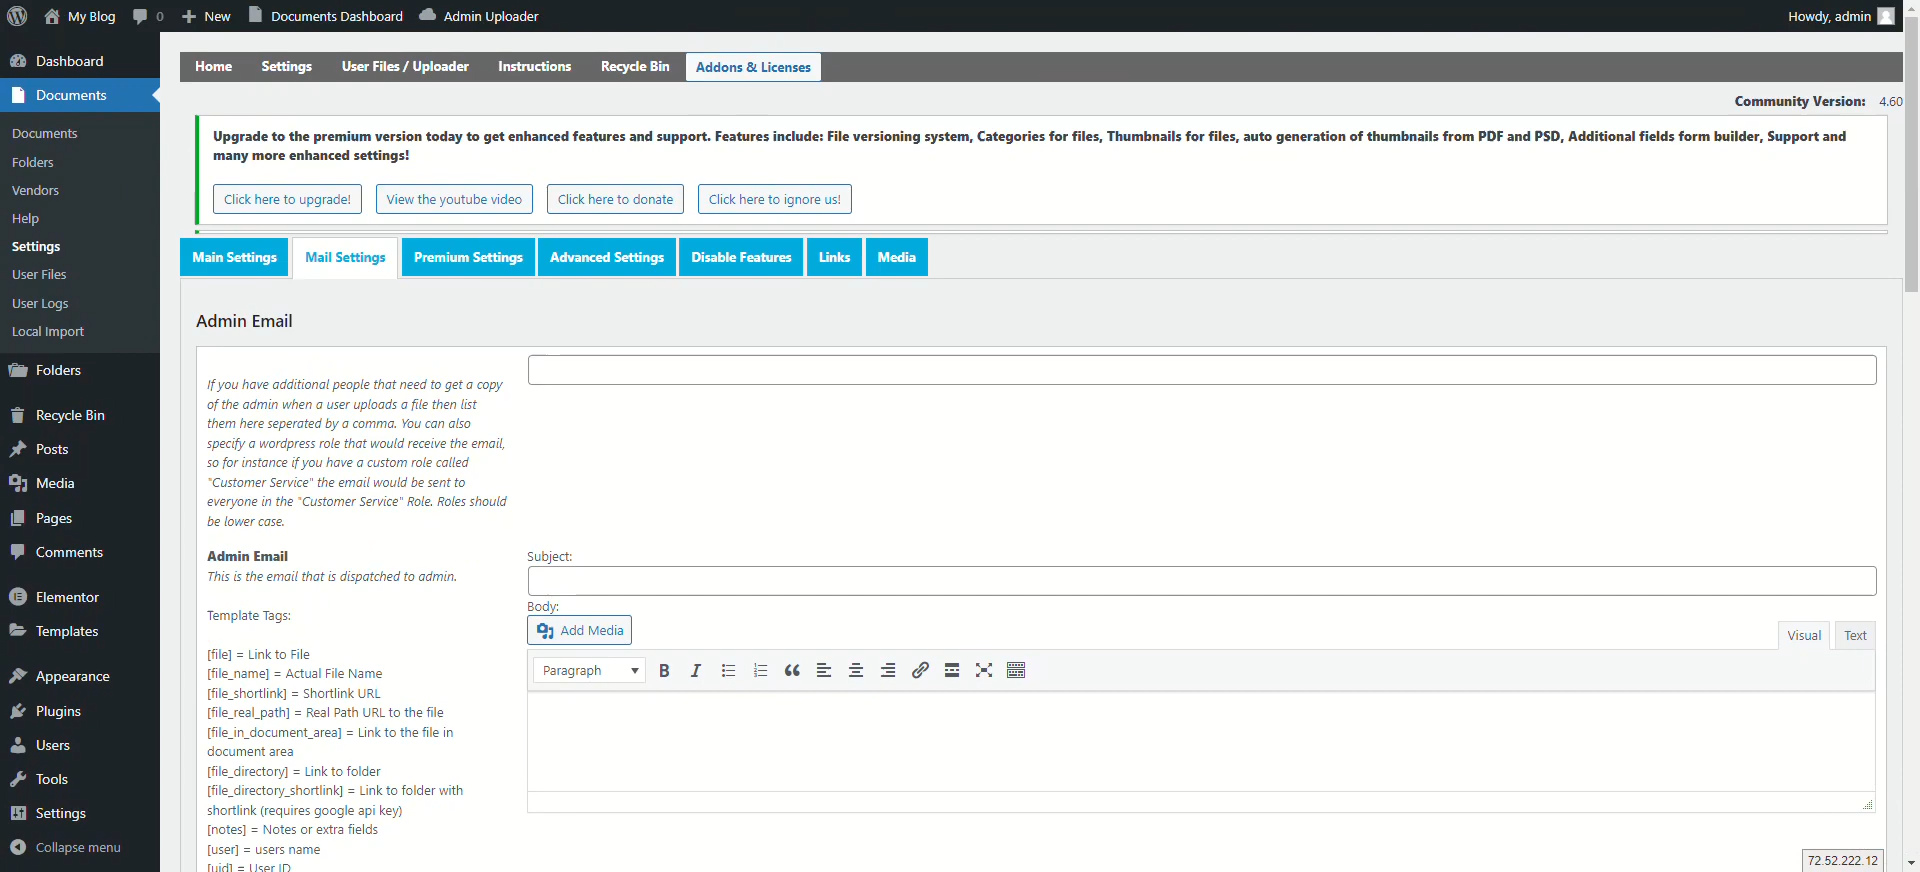 My Blog
0
New
Documents Dashboard
Admin Uploader
Howdy, admin
Dashboard
Documents
Documents
Folders
Vendors
Help
Settings
User Files
User Logs
Local Import
Folders
Recycle Bin
Posts
Media
Pages
Comments
Elementor
Templates
Appearance
Plugins
Users
Tools
Settings
Collapse menu
Home
Settings
User Files / Uploader
Instructions
Recycle Bin
Addons & Licenses
Community Version: 4.60
Upgrade to the premium version today to get enhanced features and support. Features include: File versioning system, Categories for files, Thumbnails for files, auto generation of thumbnails from PDF and PSD, Additional fields form builder, Support and
many more enhanced settings!
Click here to upgrade!
View the youtube video
Click here to donate
Click here to ignore us!
Main Settings
Mail Settings
Premium Settings
Advanced Settings
Disable Features
Links
Media
Admin Email
If you have additional people that need to get a copy
of the admin when a user uploads a file then list
them here seperated by a comma. You can also
specify a wordpress role that would receive the email,
so for instance if you have a custom role called
"Customer Service" the email would be sent to
everyone in the "Customer Service" Role. Roles should
be lower case.
Admin Email
This is the email that is dispatched to admin.
Template Tags:
[file] = Link to File
[file_name] = Actual File Name
[file_shortlink] = Shortlink URL
[file_real_path] = Real Path URL to the file
[file_in_document_area] = Link to the file in
document area
[file_directory] = Link to folder
[file_directory_shortlink] = Link to folder with
shortlink (requires google api key)
[notes] = Notes or extra fields
[user] = users name
[uid] = User ID
Subject:
Body:
Add Media
Visual
Text
Paragraph
72.52.222.12